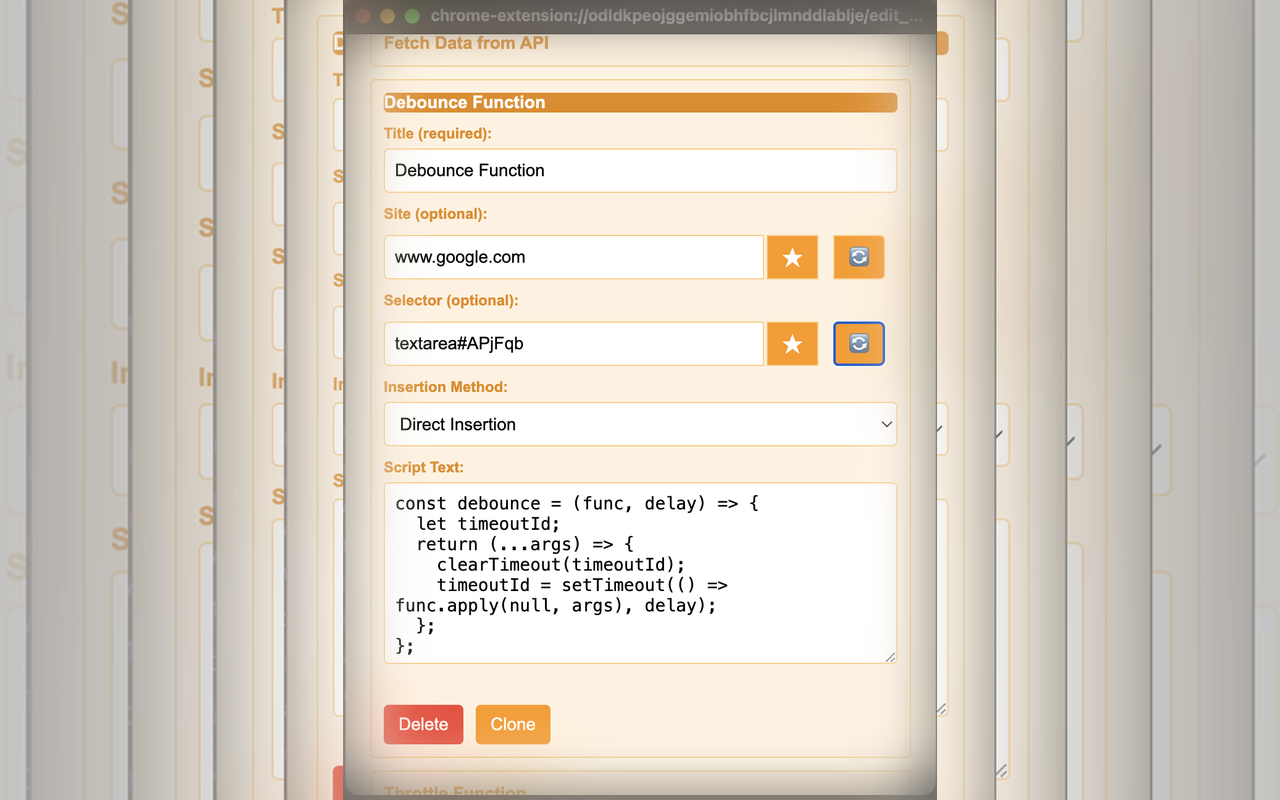 chrome-extension://odldkpeojggemiobhfbcjlmnddlablje/edit_...
Fetch Data from API
Debounce Function
Title (required):
Debounce Function
Site (optional):
www.google.com
Selector (optional):
textarea#APjFqb
Insertion Method:
Direct Insertion
Script Text:
const debounce = (func, delay) => {
  let timeoutId;
  return (...args) => {
    clearTimeout(timeoutId);
    timeoutId = setTimeout(() =>
func.apply(null, args), delay);
  };
};
Delete
Clone
Throttle Function